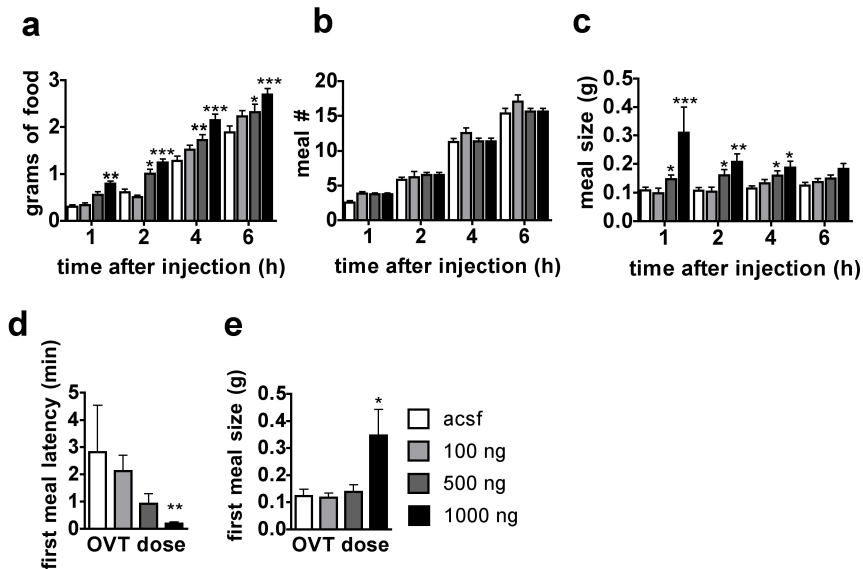 a
grams of food
3
2
1
0
**
*
***
**
***
*
***
1
2
4
6
time after injection (h)
b
meal #
20
15
10
5
0
1
2
4
6
time after injection (h)
c
meal size (g)
0.5
0.4
0.3
0.2
0.1
0.0
*
***
*
**
*
*
1
2
4
6
time after injection (h)
d
first meal latency (min)
5
4
3
2
1
0
**
OVT dose
e
first meal size (g)
0.5
0.4
0.3
0.2
0.1
0.0
*
OVT dose
acsf
100 ng
500 ng
1000 ng